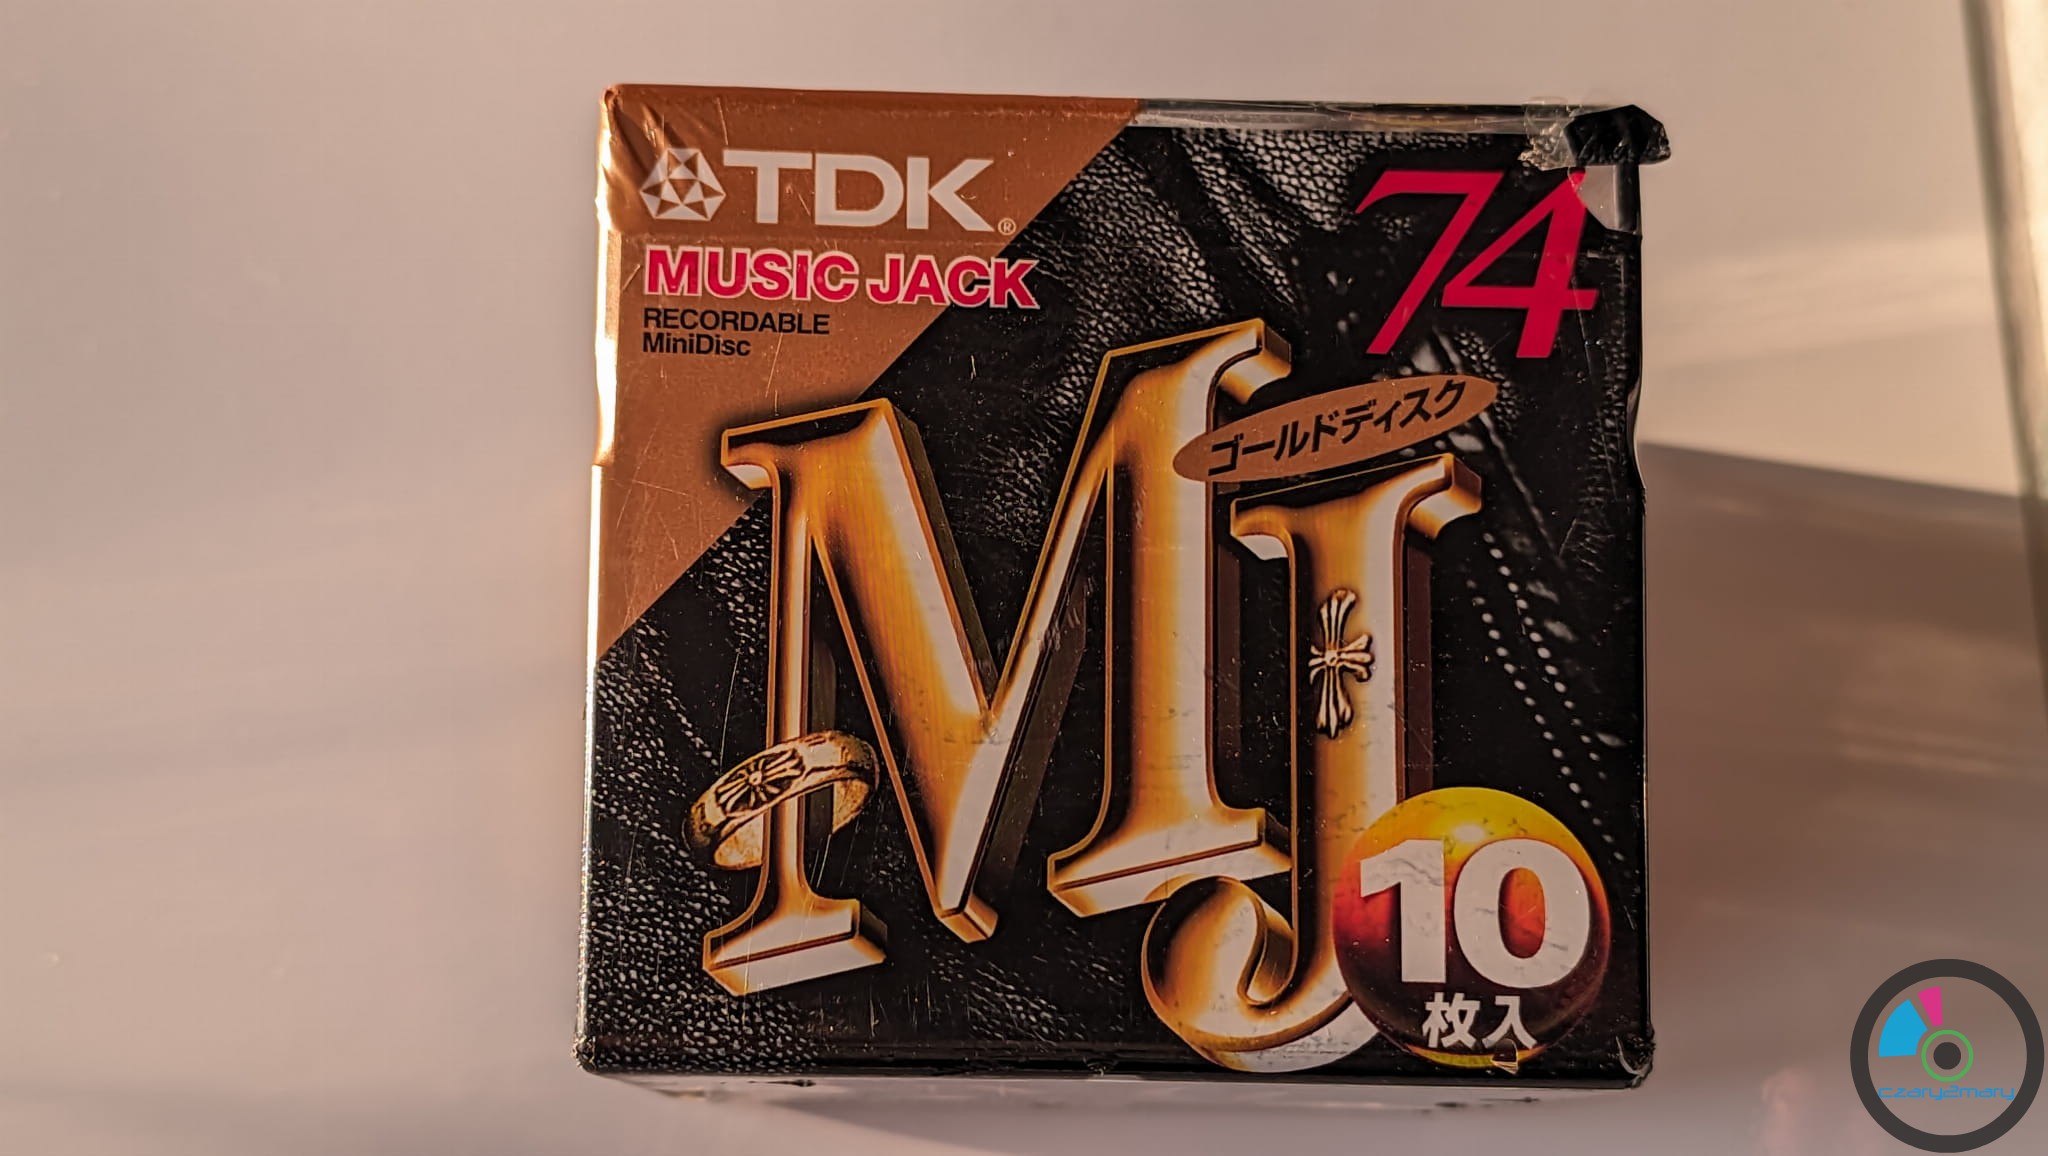 TDK®
MUSIC JACK
RECORDABLE
MiniDisc
74
MJ
ゴールドディスク
10
枚入
czary2mary